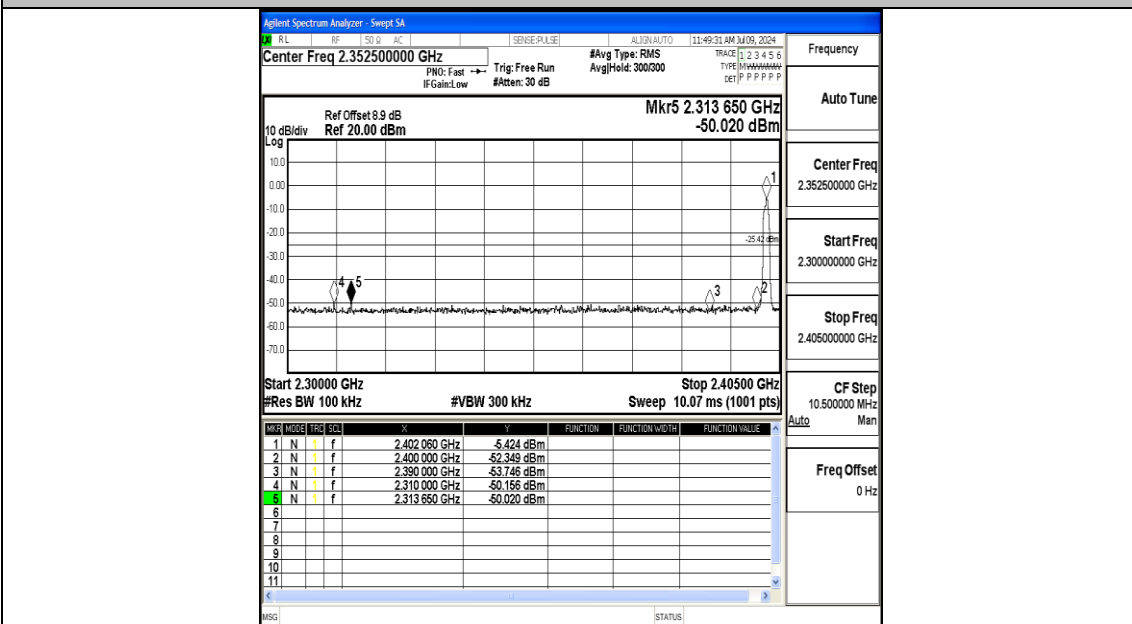 Agilent Spectrum Analyzer - Swept SA
RL RF 50 Ω AC SENSE:PULSE ALIGNAUTO 11:49:31 AM Jul 09, 2024
Center Freq 2.352500000 GHz
PNO: Fast
IFGain:Low
Trig: Free Run
#Atten: 30 dB
#Avg Type: RMS
Avg|Hold: 300/300
TRACE 1 2 3 4 5 6
TYPE MWWWWW
DET P P P P P P
Mkr5 2.313 650 GHz
-50.020 dBm
Ref Offset 8.9 dB
10 dB/div Ref 20.00 dBm
Log
10.0
0.00
-10.0
-20.0
-30.0
-40.0
-50.0
-60.0
-70.0
1
-25.42 dBm
4 5
3 2
Start 2.30000 GHz Stop 2.40500 GHz
#Res BW 100 kHz #VBW 300 kHz Sweep 10.07 ms (1001 pts)
MKR MODE TRC SCL X Y FUNCTION FUNCTION WIDTH FUNCTION VALUE
1 N 1 f 2.402 060 GHz -5.424 dBm
2 N 1 f 2.400 000 GHz -52.349 dBm
3 N 1 f 2.390 000 GHz -53.746 dBm
4 N 1 f 2.310 000 GHz -50.156 dBm
5 N 1 f 2.313 650 GHz -50.020 dBm
6
7
8
9
10
11
MSG STATUS
Frequency
Auto Tune
Center Freq
2.352500000 GHz
Start Freq
2.300000000 GHz
Stop Freq
2.405000000 GHz
CF Step
10.500000 MHz
Auto Man
Freq Offset
0 Hz